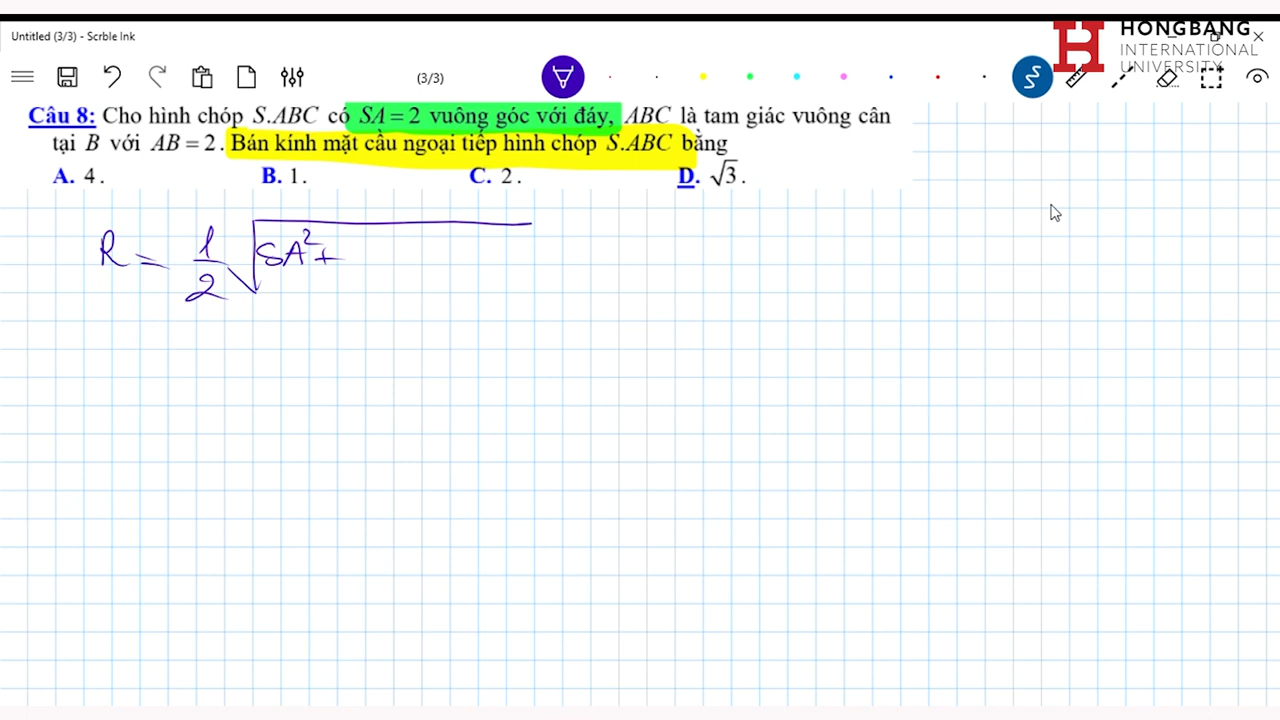 Untitled (3/3) - Scrble Ink
HONGBANG
INTERNATIONAL
UNIVERSITY
(3/3)
Câu 8: Cho hình chóp S.ABC có SA = 2 vuông góc với đáy, ABC là tam giác vuông cân
tại B với AB = 2. Bán kính mặt cầu ngoại tiếp hình chóp S.ABC bằng
A. 4. B. 1. C. 2. D. √3.
R = 1/2 √SA²+